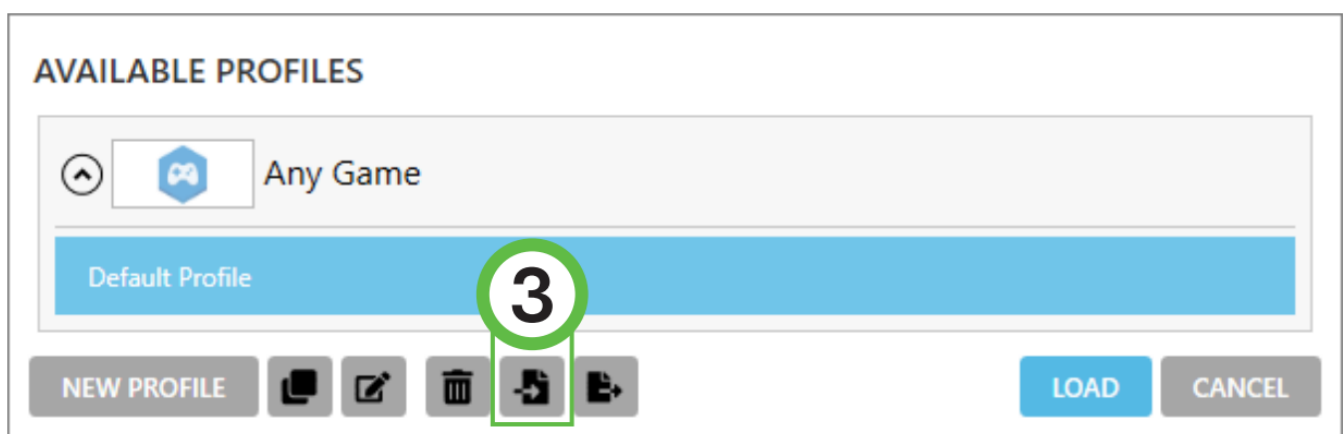 AVAILABLE PROFILES
Any Game
Default Profile
3
NEW PROFILE
LOAD
CANCEL